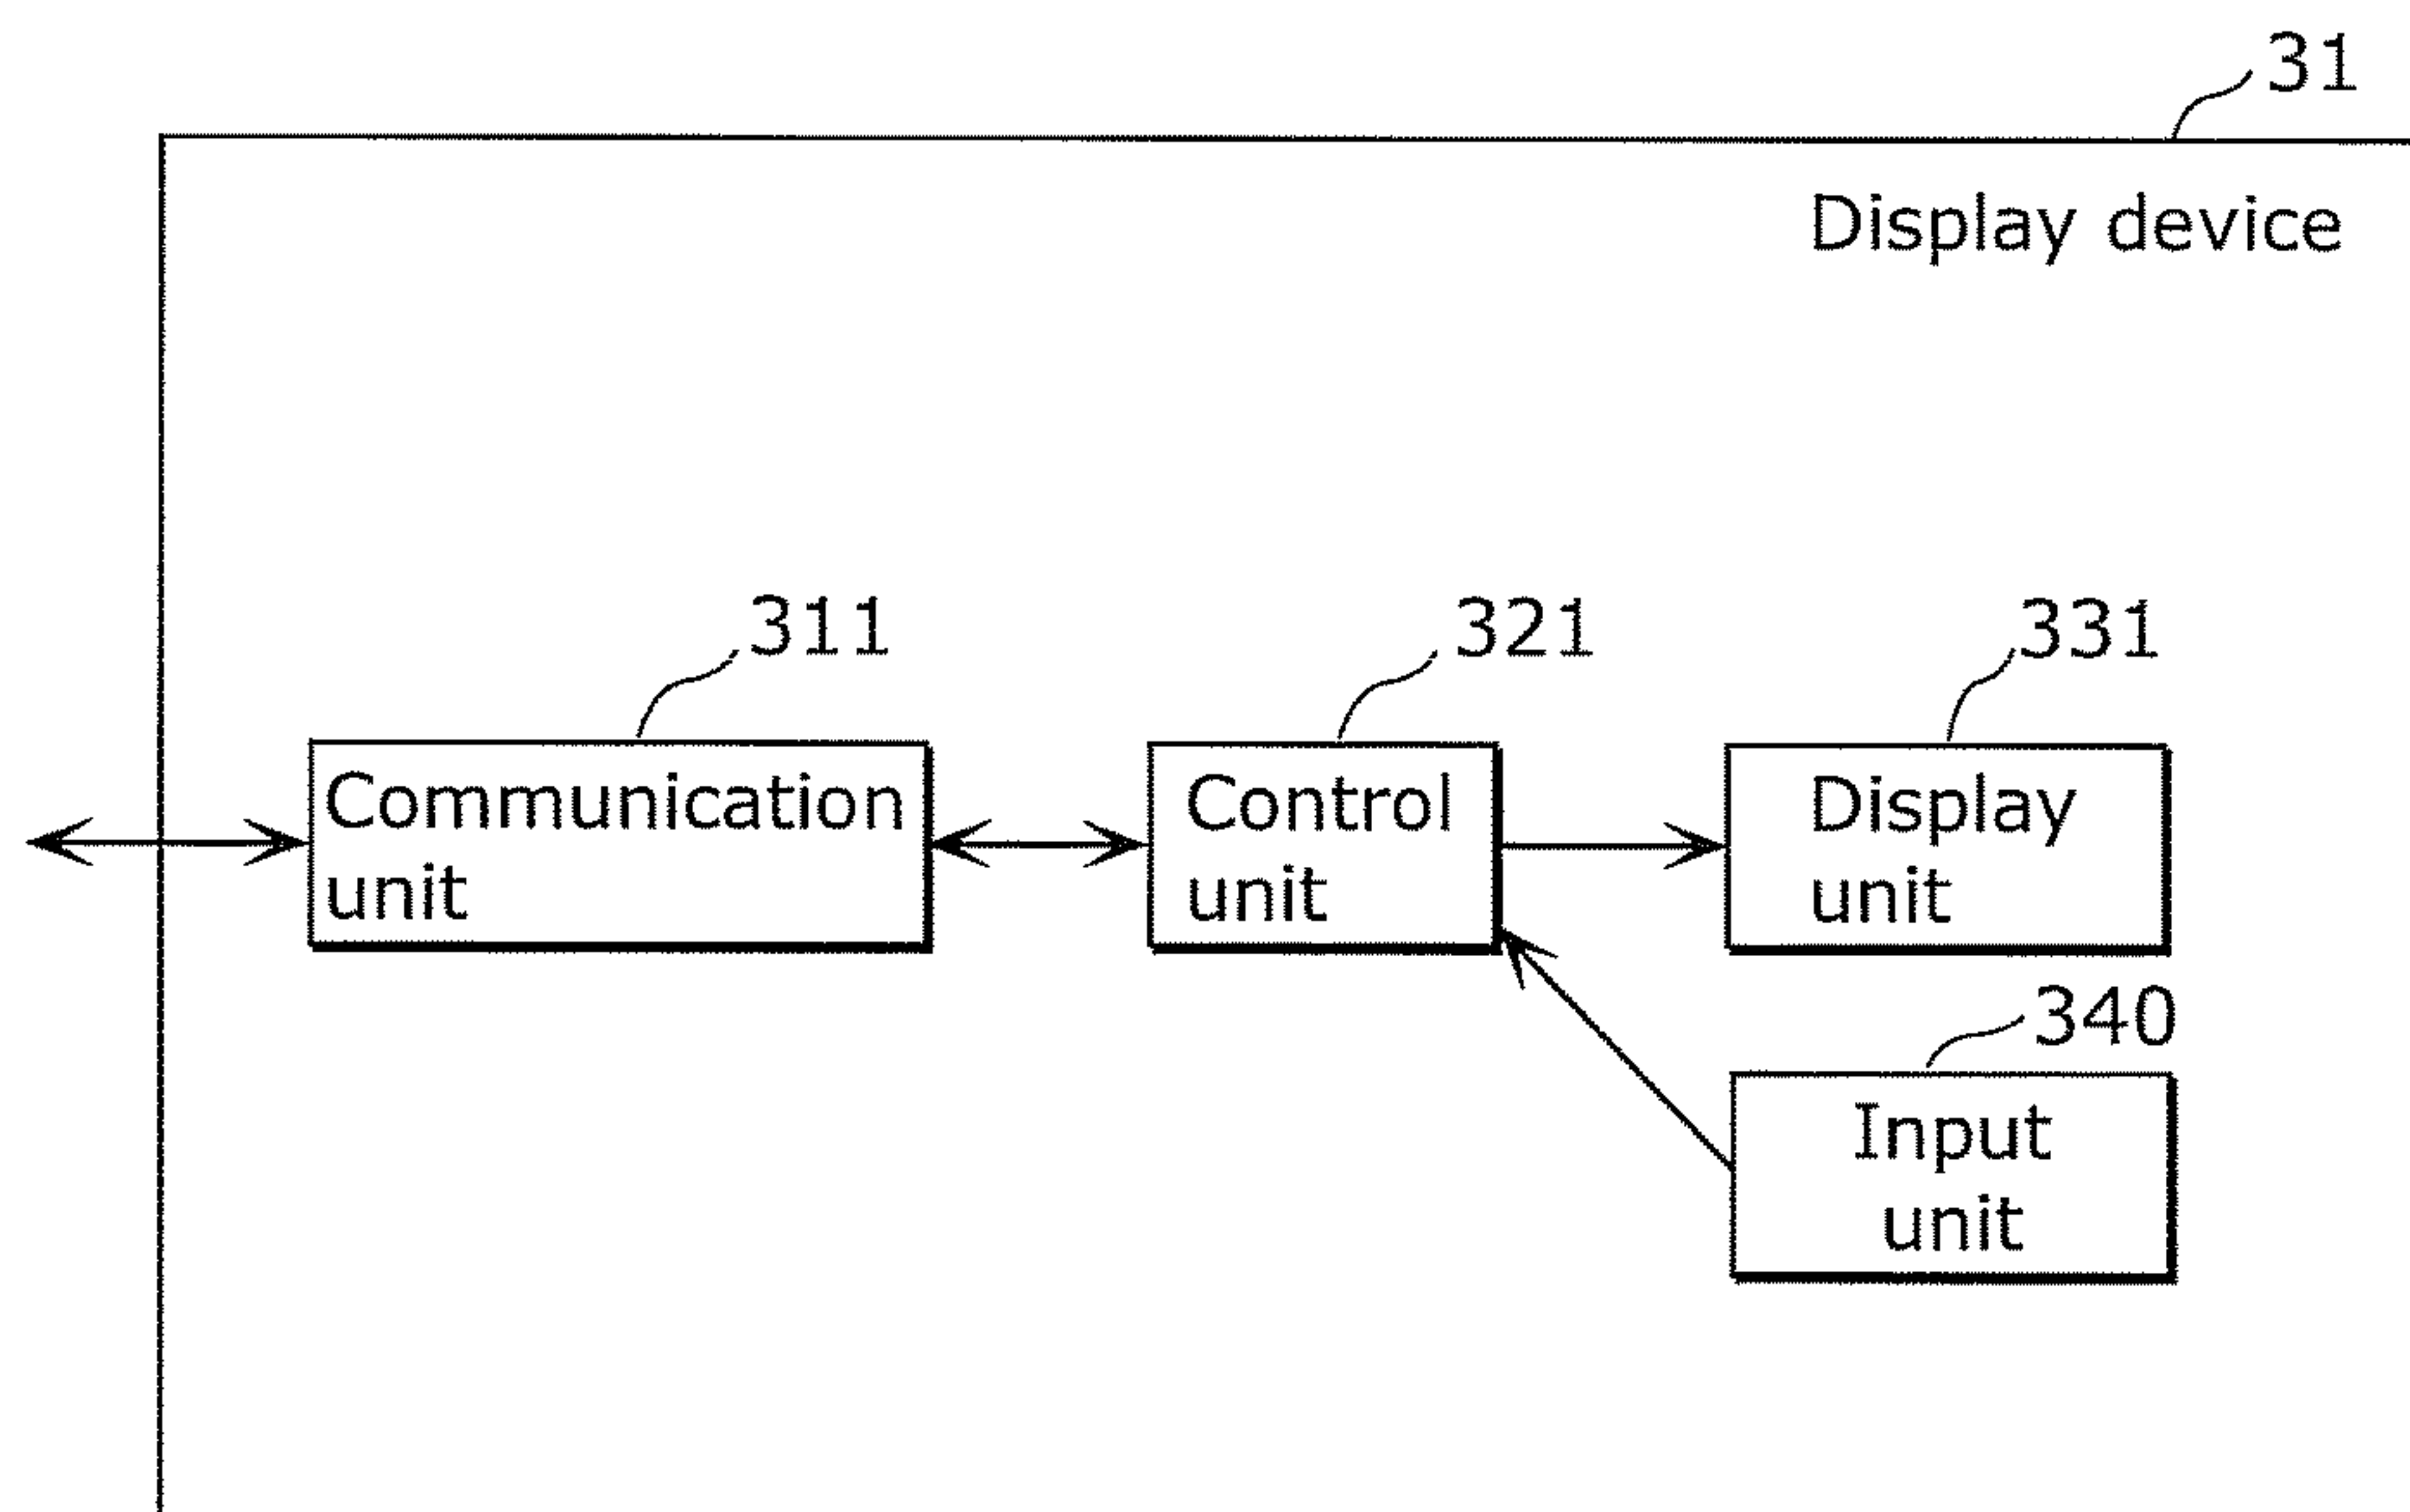 31
Display device
311
321
331
Communication
unit
Control
unit
Display
unit
340
Input
unit